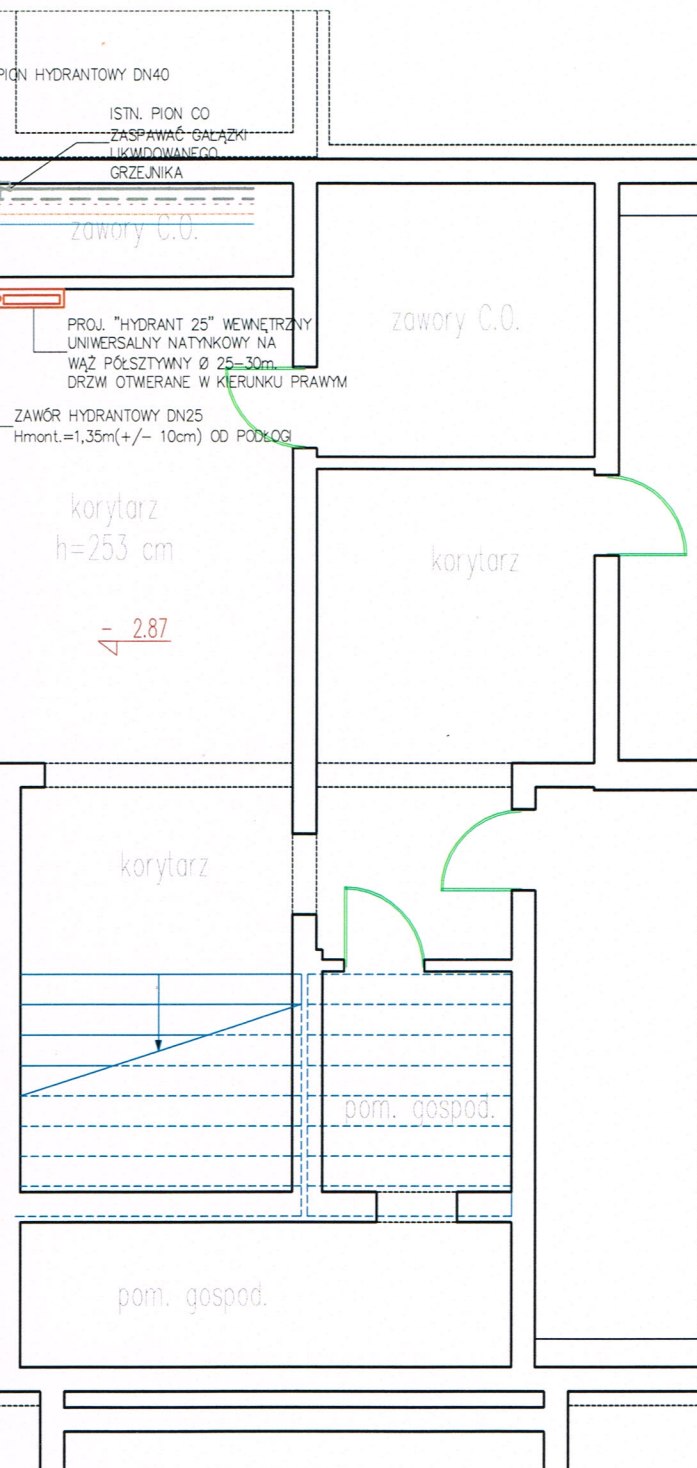 PION HYDRANTOWY DN40
ISTN. PION CO
ZASPAWAĆ GAŁĄZKI
LIKWIDOWANEGO
GRZEJNIKA
zawory C.O.
zawory C.O.
PROJ. "HYDRANT 25" WEWNĘTRZNY
UNIWERSALNY NATYNKOWY NA
WĄŻ PÓŁSZTYWNY Ø 25-30m,
DRZWI OTWIERANE W KIERUNKU PRAWYM
ZAWÓR HYDRANTOWY DN25
Hmont.=1,35m(+/- 10cm) OD PODŁOGI
korytarz
h=253 cm
korytarz
- 2.87
korytarz
pom. gospod.
pom. gospod.